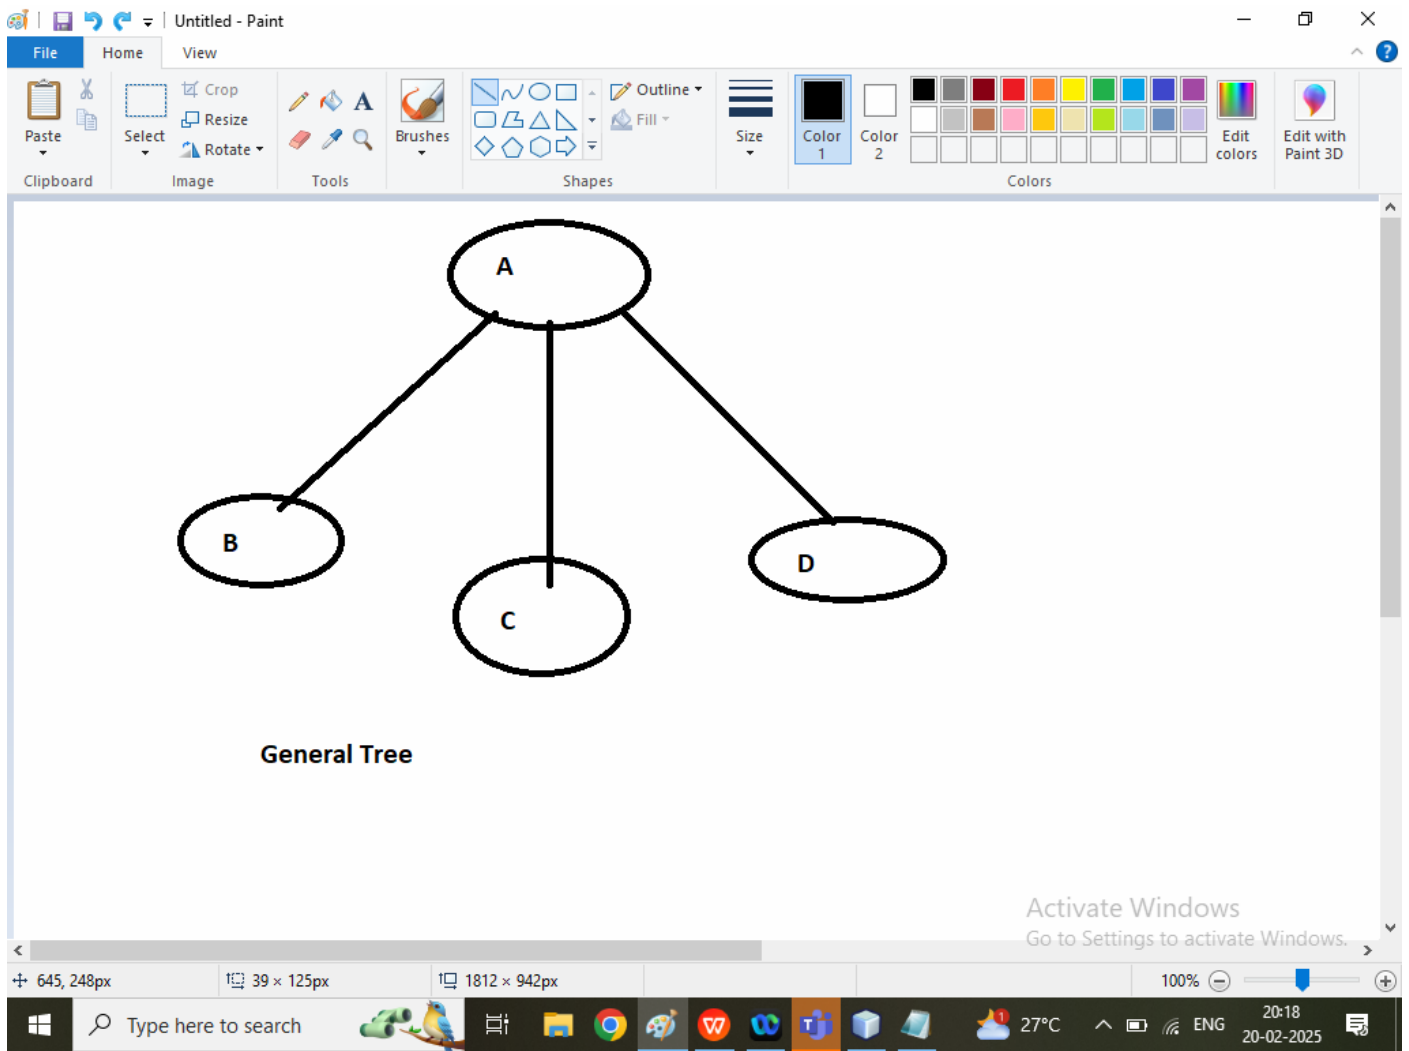 Untitled - Paint
File Home View
Paste
Clipboard
Select
Crop
Resize
Rotate
Image
A
Tools
Brushes
Outline
Fill
Shapes
Size
Color 1
Color 2
Edit colors
Colors
Edit with Paint 3D
A
B
C
D
General Tree
Activate Windows
Go to Settings to activate Windows.
645, 248px 39 × 125px 1812 × 942px 100%
Type here to search
1
27°C
ENG
20:18
20-02-2025